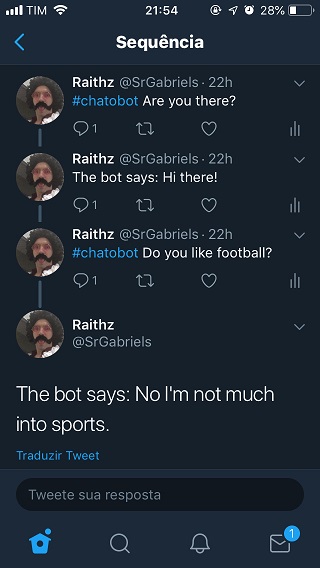 TIM 21:54 28%
Sequência
Raithz @SrGabriels · 22h
#chatobot Are you there?
1
Raithz @SrGabriels · 22h
The bot says: Hi there!
1
Raithz @SrGabriels · 22h
#chatobot Do you like football?
1
Raithz
@SrGabriels
The bot says: No I'm not much
into sports.
Traduzir Tweet
Tweete sua resposta
1